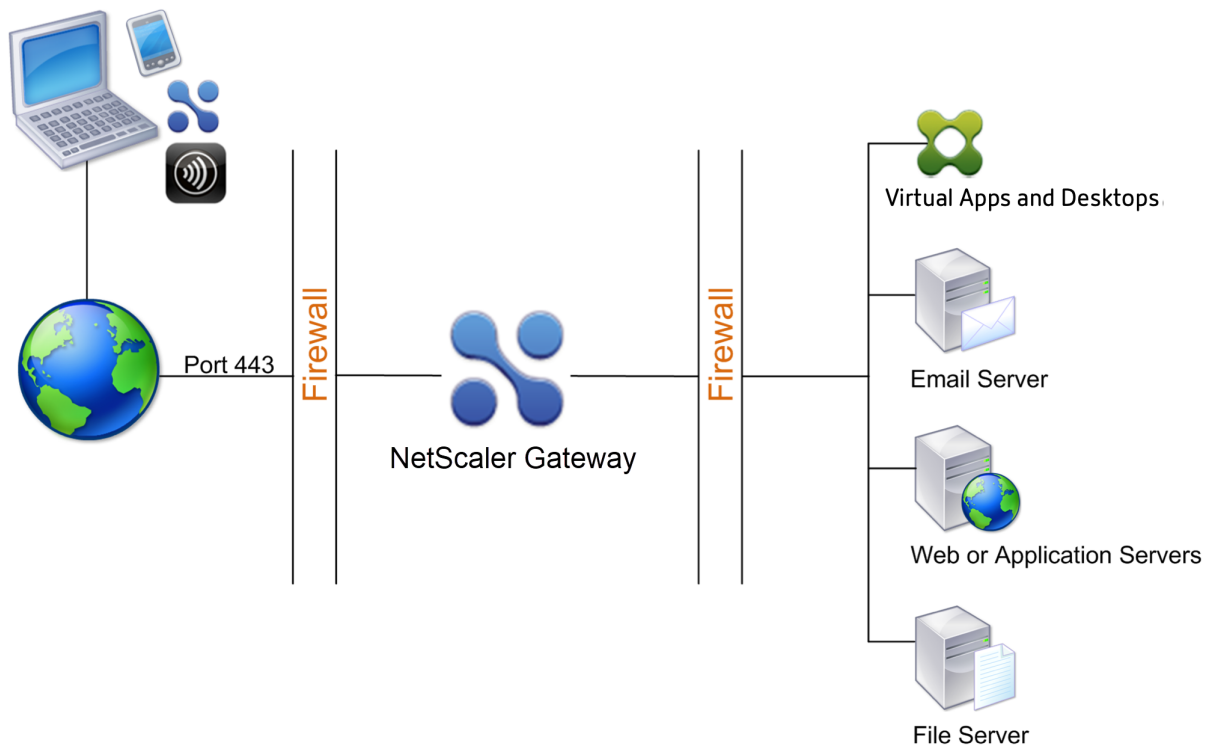 Port 443
Firewall
NetScaler Gateway
Firewall
Virtual Apps and Desktops
Email Server
Web or Application Servers
File Server